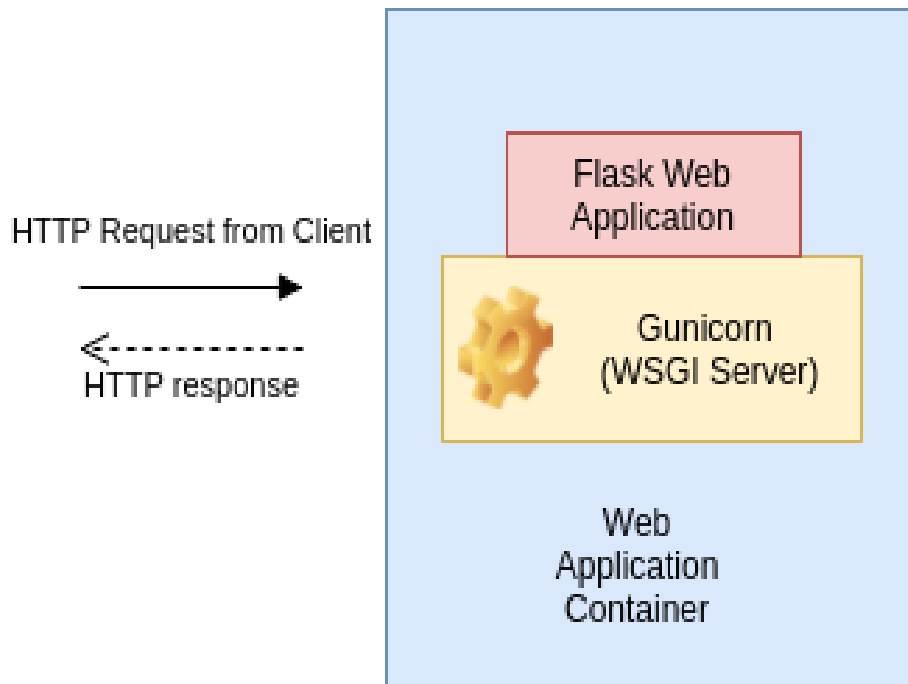 HTTP Request from Client
HTTP response
Flask Web
Application
Gunicorn
(WSGI Server)
Web
Application
Container